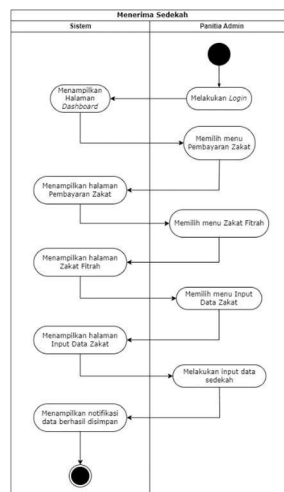 Menerima Sedekah
Sistem
Panitia Admin
Melakukan Login
Menampilkan
Halaman
Dashboard
Memilih menu
Pembayaran Zakat
Menampilkan halaman
Pembayaran Zakat
Memilih menu Zakat Fitrah
Menampilkan halaman
Zakat Fitrah
Memilih menu Input
Data Zakat
Menampilkan halaman
Input Data Zakat
Melakukan input data
sedekah
Menampilkan notifikasi
data berhasil disimpan